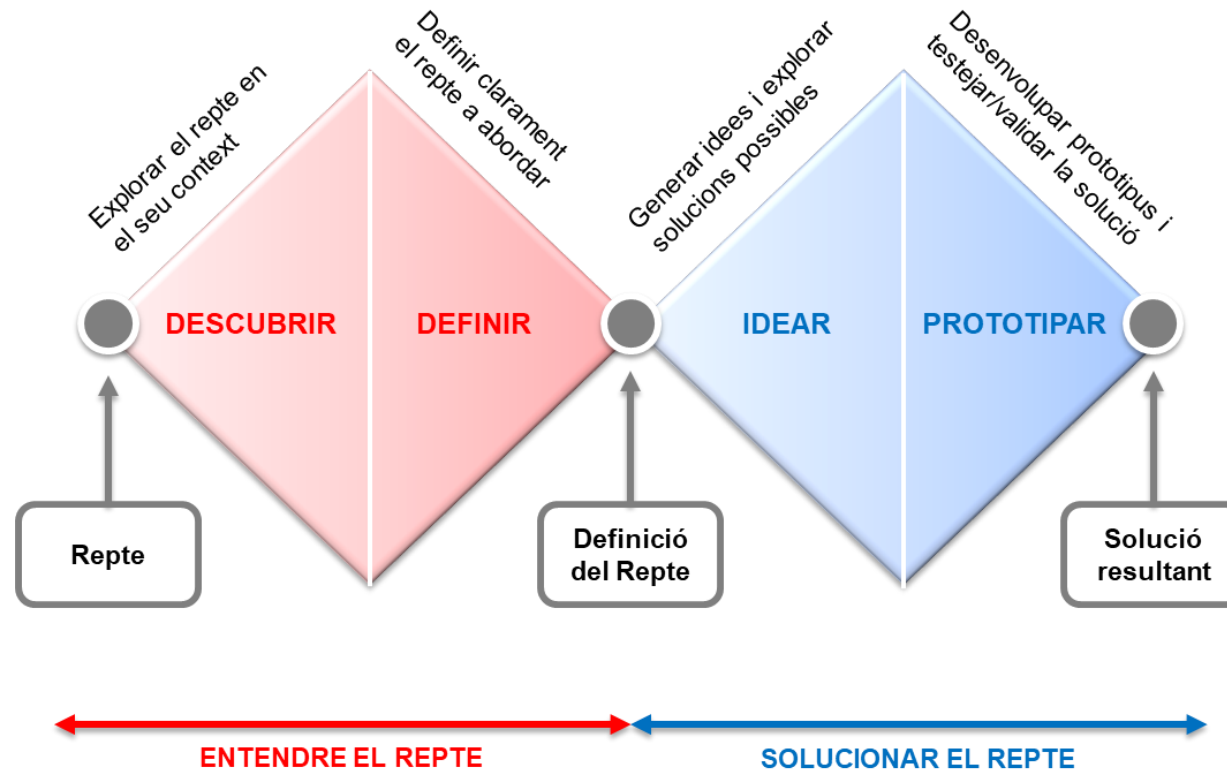 Explorar el repte en
el seu context
Definir clarament
el repte a abordar
Generar idees i explorar
solucions possibles
Desenvolupar prototipus i
testejar/validar la solució
DESCUBRIR
DEFINIR
IDEAR
PROTOTIPAR
Repte
Definició
del Repte
Solució
resultant
ENTENDRE EL REPTE
SOLUCIONAR EL REPTE